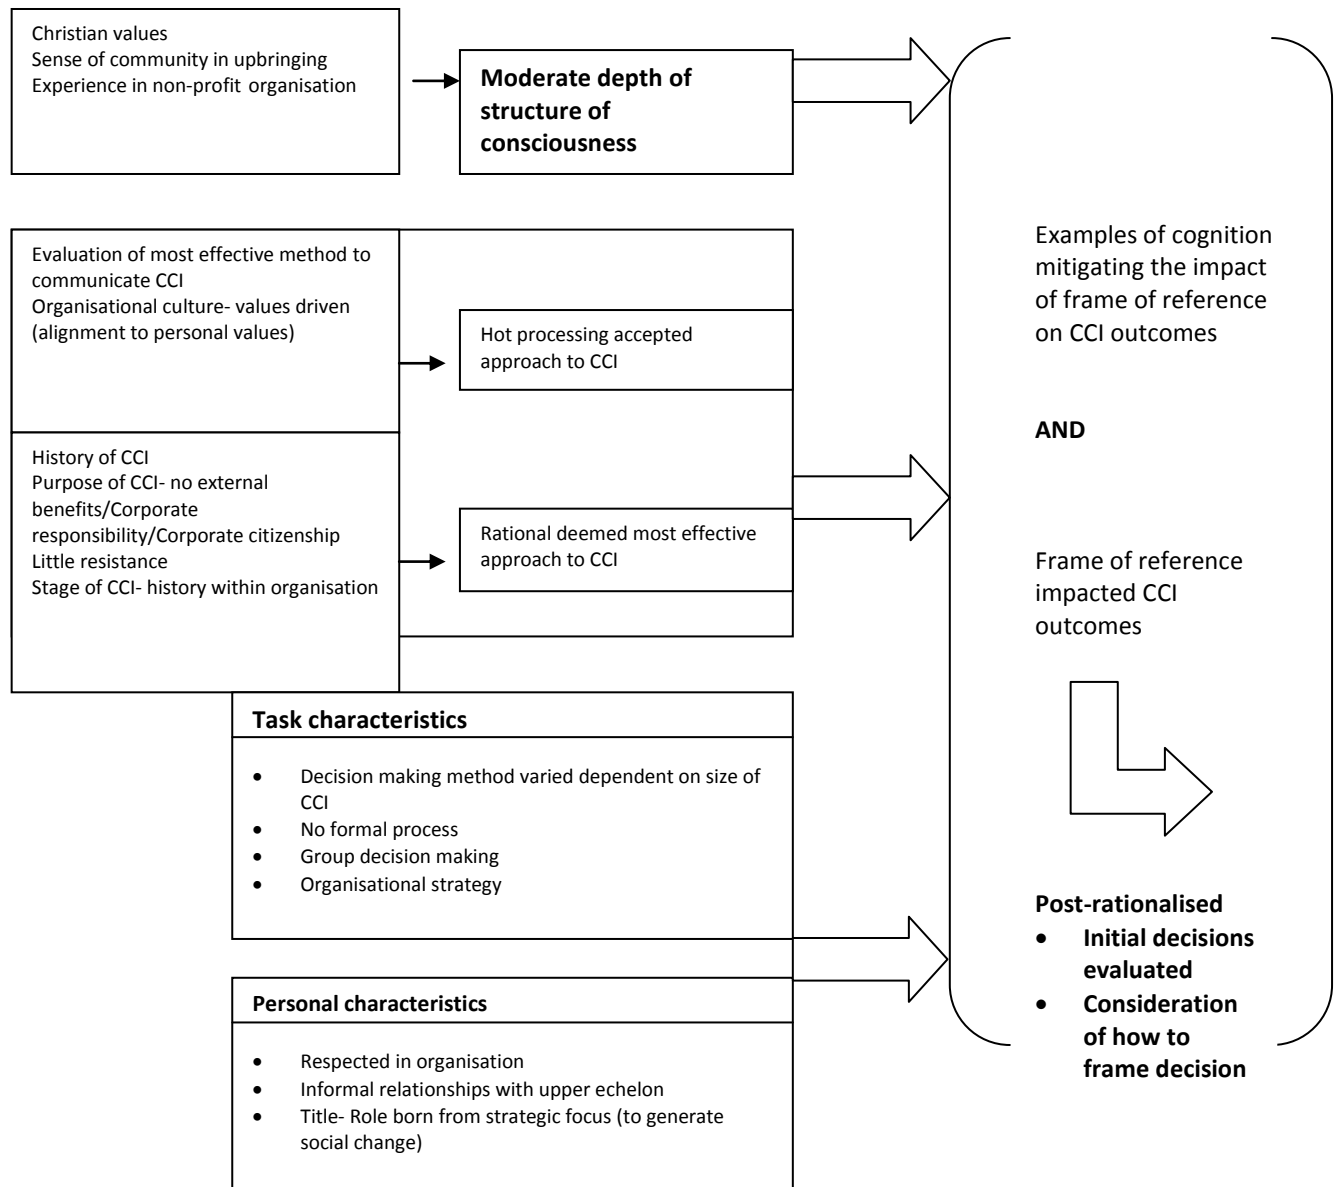 Christian values
Sense of community in upbringing
Experience in non-profit organisation
Moderate depth of
structure of
consciousness
Evaluation of most effective method to
communicate CCI
Organisational culture- values driven
(alignment to personal values)
Hot processing accepted
approach to CCI
History of CCI
Purpose of CCI- no external
benefits/Corporate
responsibility/Corporate citizenship
Little resistance
Stage of CCI- history within organisation
Rational deemed most effective
approach to CCI
Task characteristics
• Decision making method varied dependent on size of
CCI
• No formal process
• Group decision making
• Organisational strategy
Personal characteristics
• Respected in organisation
• Informal relationships with upper echelon
• Title- Role born from strategic focus (to generate
social change)
Examples of cognition
mitigating the impact
of frame of reference
on CCI outcomes
AND
Frame of reference
impacted CCI
outcomes
Post-rationalised
• Initial decisions
evaluated
• Consideration
of how to
frame decision